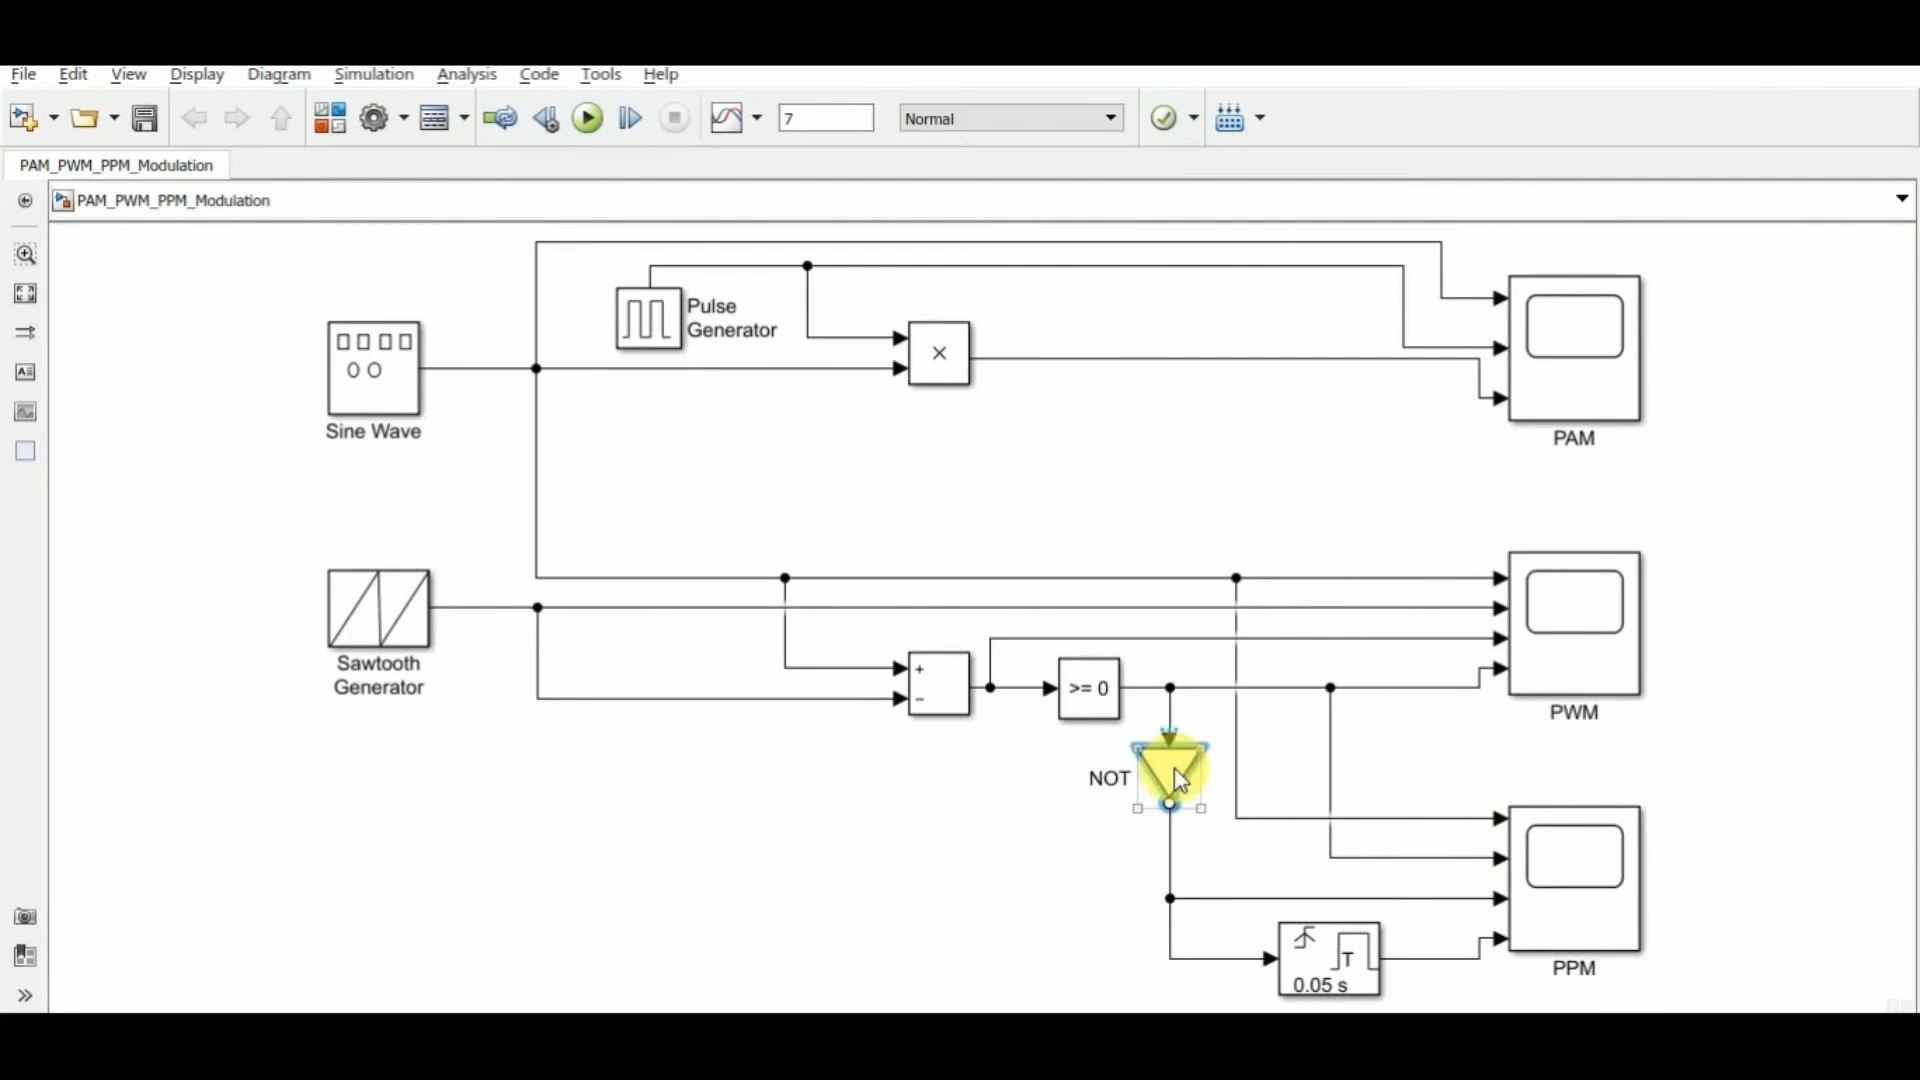 File Edit View Display Diagram Simulation Analysis Code Tools Help
7
Normal
PAM_PWM_PPM_Modulation
PAM_PWM_PPM_Modulation
Pulse
Generator
×
PAM
Sine Wave
Sawtooth
Generator
+
−
>= 0
PWM
NOT
T
0.05 s
PPM